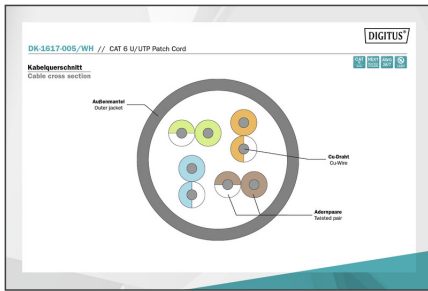 DIGITUS®
DK-1617-005/WH // CAT 6 U/UTP Patch Cord
Kabelquerschnitt
Cable cross section
Außenmantel
Outer jacket
Cu-Draht
Cu-Wire
Adernpaare
Twisted pair